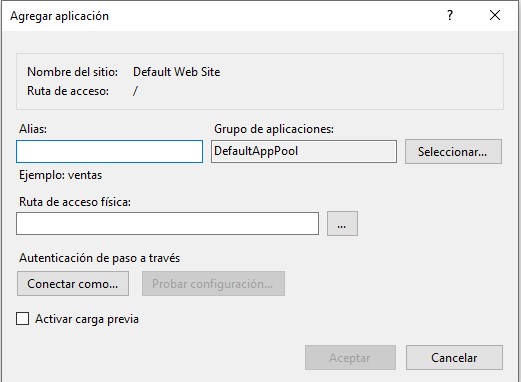 Agregar aplicación
Nombre del sitio: Default Web Site
Ruta de acceso: /
Alias: Grupo de aplicaciones:
DefaultAppPool Seleccionar...
Ejemplo: ventas
Ruta de acceso física:
...
Autenticación de paso a través
Conectar como... Probar configuración...
Activar carga previa
Aceptar Cancelar